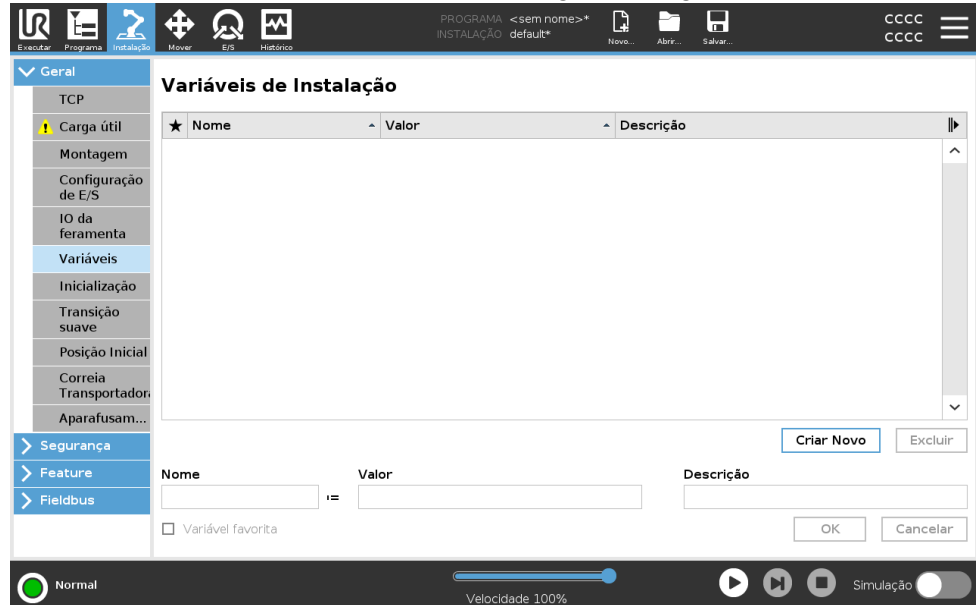 PROGRAMA <sem nome>*
INSTALAÇÃO default*
cccc
cccc
Executar Programa Instalação Mover E/S Histórico Novo... Abrir... Salvar...
Geral
TCP
Carga útil
Montagem
Configuração
de E/S
IO da
feramenta
Variáveis
Inicialização
Transição
suave
Posição Inicial
Correia
Transportadora
Aparafusam...
Segurança
Feature
Fieldbus
Variáveis de Instalação
Nome Valor Descrição
Criar Novo Excluir
Nome Valor Descrição
:=
Variável favorita OK Cancelar
Normal
Velocidade 100%
Simulação